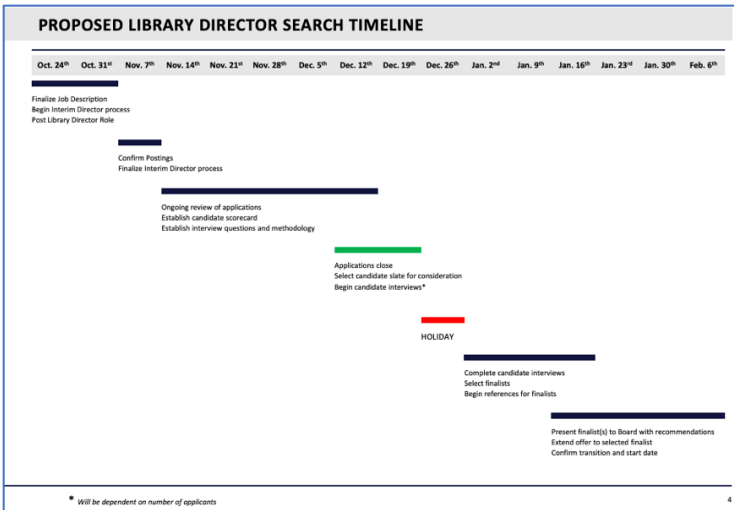 PROPOSED LIBRARY DIRECTOR SEARCH TIMELINE
Oct. 24th Oct. 31st Nov. 7th Nov. 14th Nov. 21st Nov. 28th Dec. 5th Dec. 12th Dec. 19th Dec. 26th Jan. 2nd Jan. 9th Jan. 16th Jan. 23rd Jan. 30th Feb. 6th
Finalize Job Description
Begin Interim Director process
Post Library Director Role
Confirm Postings
Finalize Interim Director process
Ongoing review of applications
Establish candidate scorecard
Establish interview questions and methodology
Applications close
Select candidate slate for consideration
Begin candidate interviews*
HOLIDAY
Complete candidate interviews
Select finalists
Begin references for finalists
Present finalist(s) to Board with recommendations
Extend offer to selected finalist
Confirm transition and start date
* Will be dependent on number of applicants
4